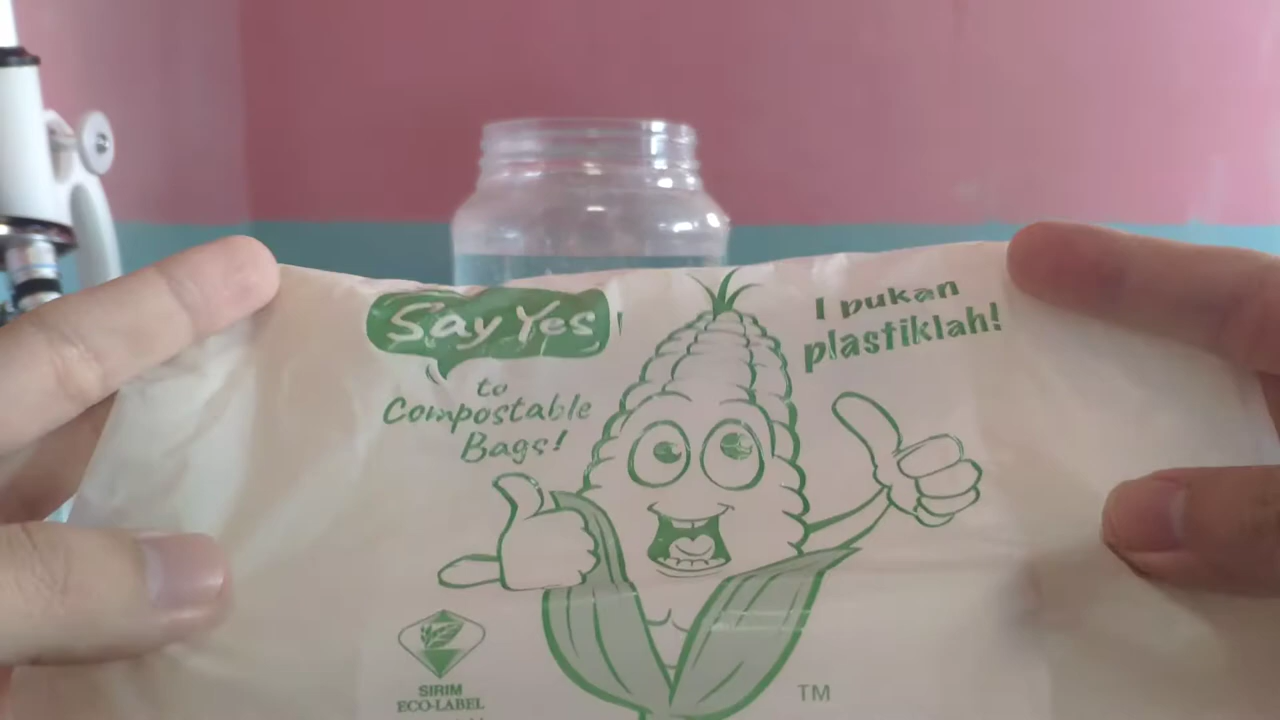 Say Yes!
to
Compostable
Bags!
I bukan
plastiklah!
SIRIM
ECO-LABEL
TM